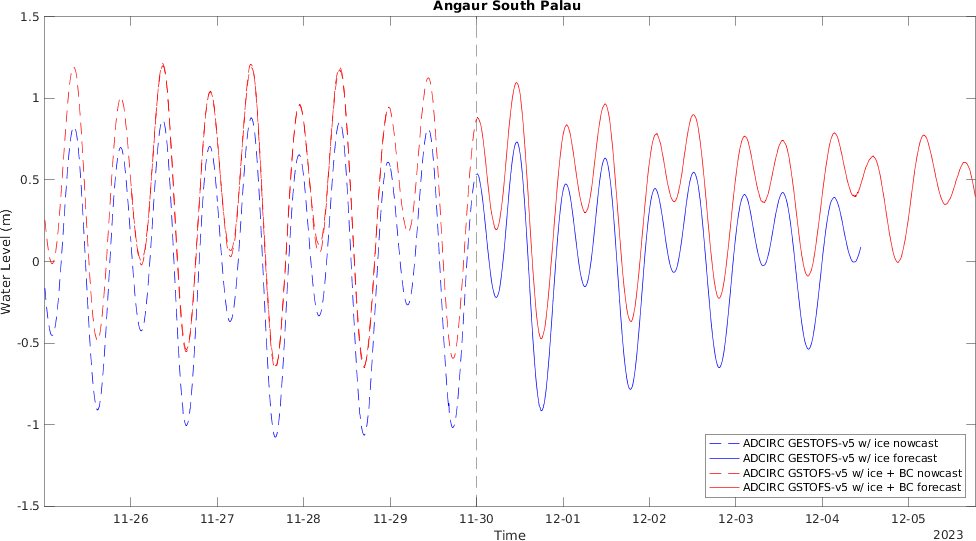 Angaur South Palau
1.5
1
0.5
0
-0.5
-1
-1.5
Water Level (m)
ADCIRC GESTOFS-v5 w/ ice nowcast
ADCIRC GESTOFS-v5 w/ ice forecast
ADCIRC GSTOFS-v5 w/ ice + BC nowcast
ADCIRC GSTOFS-v5 w/ ice + BC forecast
11-26 11-27 11-28 11-29 11-30 12-01 12-02 12-03 12-04 12-05
Time
2023